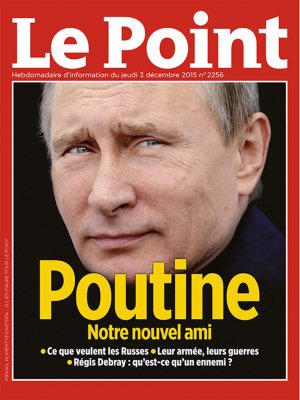 Le Point
Hebdomadaire d'information du jeudi 3 décembre 2015 n° 2256
Poutine
Notre nouvel ami
• Ce que veulent les Russes • Leur armée, leurs guerres
• Régis Debray : qu'est-ce qu'un ennemi ?